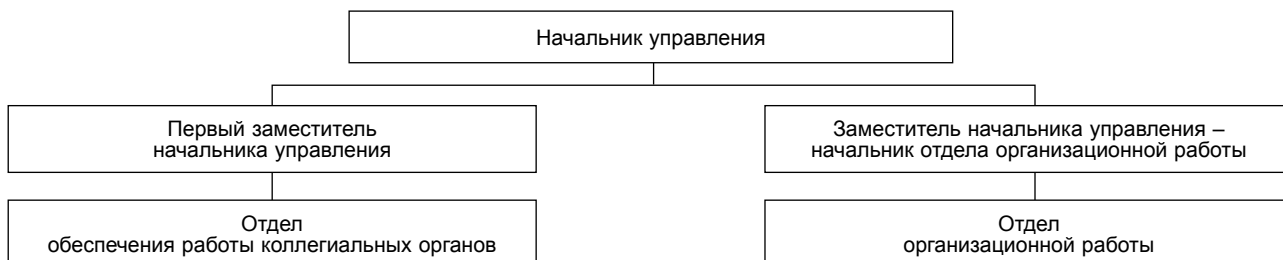 Начальник управления
Первый заместитель
начальника управления
Заместитель начальника управления –
начальник отдела организационной работы
Отдел
обеспечения работы коллегиальных органов
Отдел
организационной работы